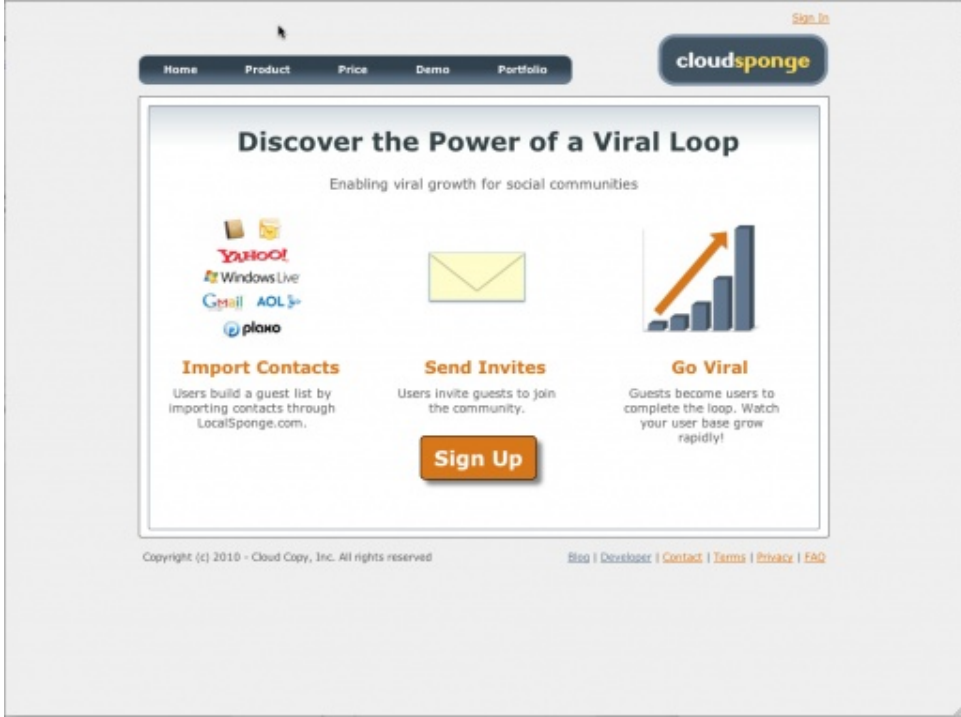 Sign In
Home Product Price Demo Portfolio
cloudsponge
Discover the Power of a Viral Loop
Enabling viral growth for social communities
YAHOO!
Windows Live
Gmail AOL
plaxo
Import Contacts
Users build a guest list by
importing contacts through
LocalSponge.com.
Send Invites
Users invite guests to join
the community.
Go Viral
Guests become users to
complete the loop. Watch
your user base grow
rapidly!
Sign Up
Copyright (c) 2010 - Cloud Copy, Inc. All rights reserved
Blog | Developer | Contact | Terms | Privacy | FAQ